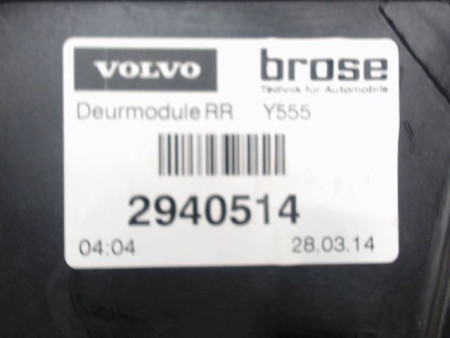 VOLVO brose
Technik für Automobile
Deurmodule RR Y555
2940514
04:04 28.03.14